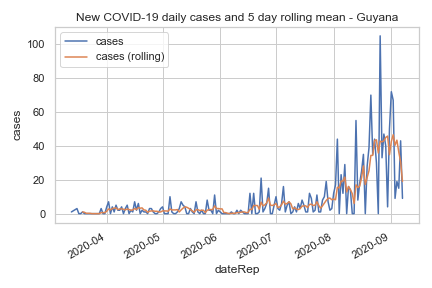 New COVID-19 daily cases and 5 day rolling mean - Guyana
cases
cases (rolling)
100
80
60
40
20
0
cases
2020-04
2020-05
2020-06
2020-07
2020-08
2020-09
dateRep